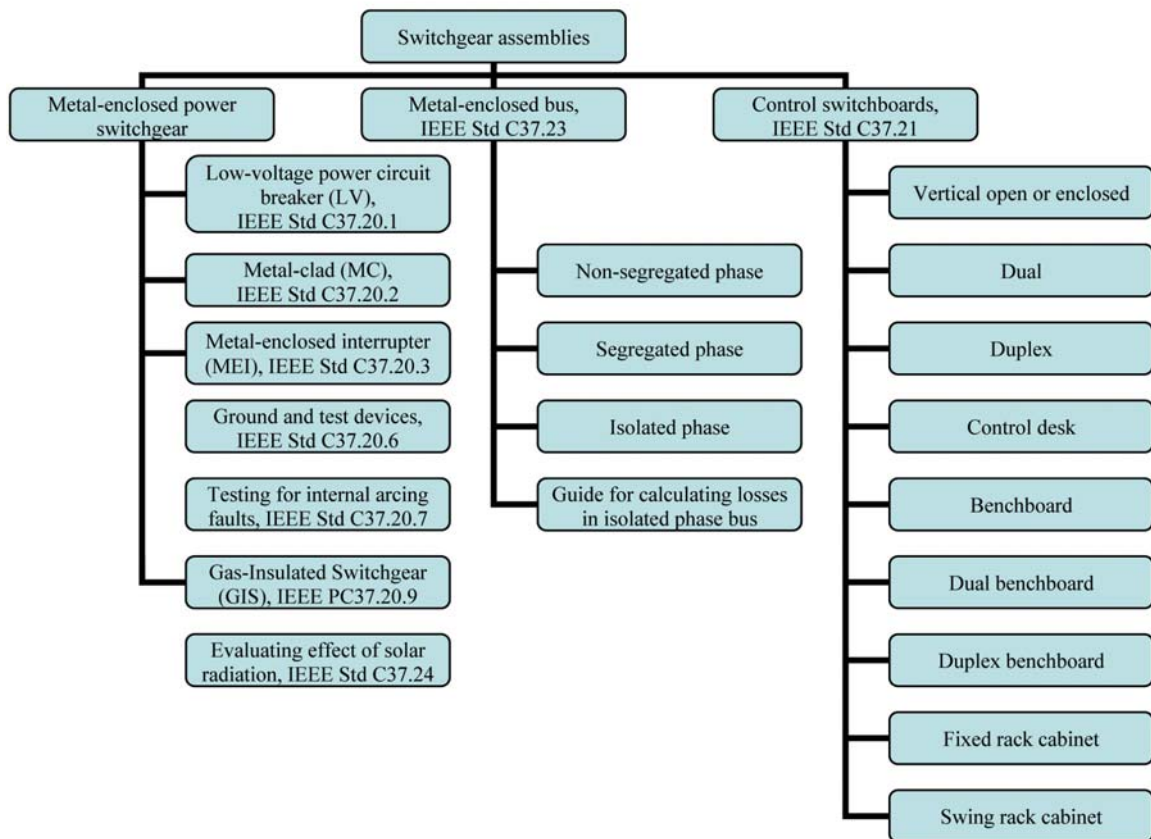 Switchgear assemblies
Metal-enclosed power
switchgear
Metal-enclosed bus,
IEEE Std C37.23
Control switchboards,
IEEE Std C37.21
Low-voltage power circuit
breaker (LV),
IEEE Std C37.20.1
Metal-clad (MC),
IEEE Std C37.20.2
Metal-enclosed interrupter
(MEI), IEEE Std C37.20.3
Ground and test devices,
IEEE Std C37.20.6
Testing for internal arcing
faults, IEEE Std C37.20.7
Gas-Insulated Switchgear
(GIS), IEEE PC37.20.9
Evaluating effect of solar
radiation, IEEE Std C37.24
Non-segregated phase
Segregated phase
Isolated phase
Guide for calculating losses
in isolated phase bus
Vertical open or enclosed
Dual
Duplex
Control desk
Benchboard
Dual benchboard
Duplex benchboard
Fixed rack cabinet
Swing rack cabinet